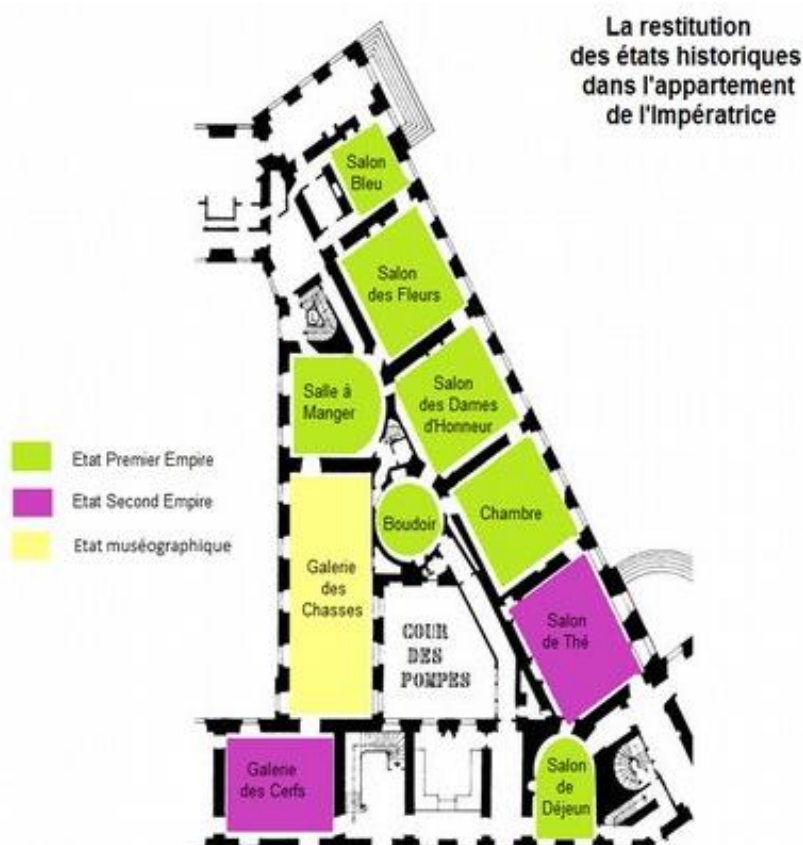 La restitution
des états historiques
dans l'appartement
de l'Impératrice
Salon
Bleu
Salon
des Fleurs
Salle à
Manger
Salon
des Dames
d'Honneur
Etat Premier Empire
Etat Second Empire
Etat muséographique
Boudoir
Chambre
Galerie
des
Chasses
COUR
DES
POMPES
Salon
de Thé
Galerie
des Cerfs
Salon
de
Déjeun